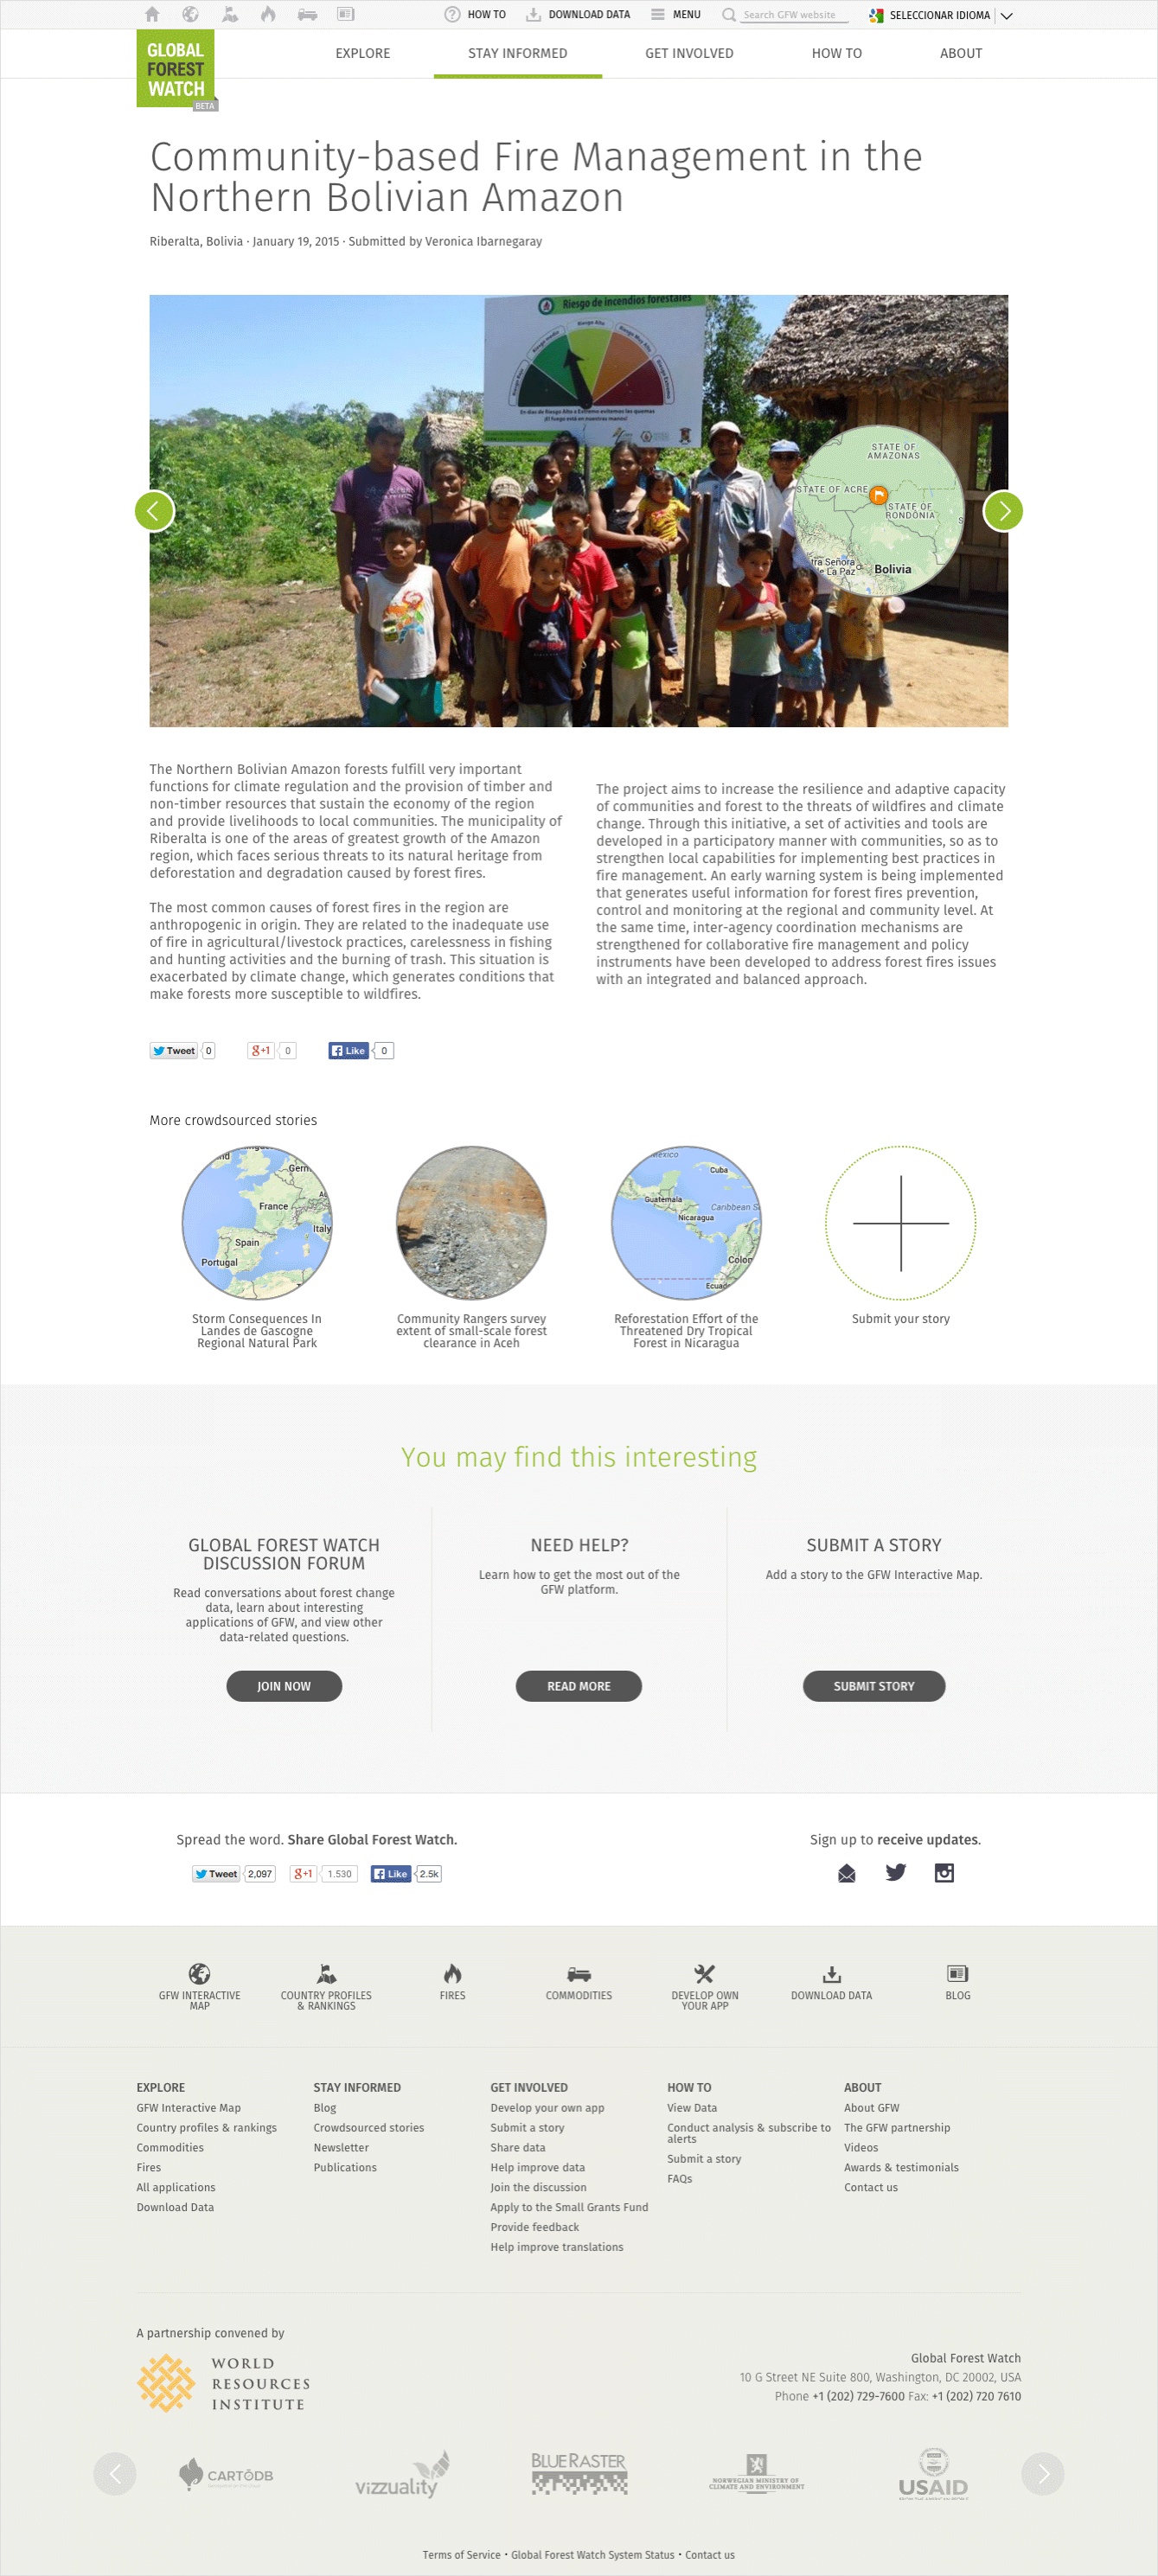 HOW TO
DOWNLOAD DATA
MENU
Search GFW website
SELECCIONAR IDIOMA
GLOBAL
FOREST
WATCH
BETA
EXPLORE
STAY INFORMED
GET INVOLVED
HOW TO
ABOUT
Community-based Fire Management in the
Northern Bolivian Amazon
Riberalta, Bolivia · January 19, 2015 · Submitted by Veronica Ibarnegaray
Riesgo de incendios forestales
STATE OF
AMAZONAS
STATE OF ACRE
STATE OF
RONDÔNIA
tra Señora
de La Paz
Bolivia
The Northern Bolivian Amazon forests fulfill very important
functions for climate regulation and the provision of timber and
non-timber resources that sustain the economy of the region
and provide livelihoods to local communities. The municipality of
Riberalta is one of the areas of greatest growth of the Amazon
region, which faces serious threats to its natural heritage from
deforestation and degradation caused by forest fires.
The most common causes of forest fires in the region are
anthropogenic in origin. They are related to the inadequate use
of fire in agricultural/livestock practices, carelessness in fishing
and hunting activities and the burning of trash. This situation is
exacerbated by climate change, which generates conditions that
make forests more susceptible to wildfires.
The project aims to increase the resilience and adaptive capacity
of communities and forest to the threats of wildfires and climate
change. Through this initiative, a set of activities and tools are
developed in a participatory manner with communities, so as to
strengthen local capabilities for implementing best practices in
fire management. An early warning system is being implemented
that generates useful information for forest fires prevention,
control and monitoring at the regional and community level. At
the same time, inter-agency coordination mechanisms are
strengthened for collaborative fire management and policy
instruments have been developed to address forest fires issues
with an integrated and balanced approach.
Tweet 0
g+1 0
Like 0
More crowdsourced stories
Germ
France
Italy
Spain
Portugal
México
Cuba
Guatemala
Caribbean S
Nicaragua
Colon
Ecuad
Storm Consequences In
Landes de Gascogne
Regional Natural Park
Community Rangers survey
extent of small-scale forest
clearance in Aceh
Reforestation Effort of the
Threatened Dry Tropical
Forest in Nicaragua
Submit your story
You may find this interesting
GLOBAL FOREST WATCH
DISCUSSION FORUM
Read conversations about forest change
data, learn about interesting
applications of GFW, and view other
data-related questions.
JOIN NOW
NEED HELP?
Learn how to get the most out of the
GFW platform.
READ MORE
SUBMIT A STORY
Add a story to the GFW Interactive Map.
SUBMIT STORY
Spread the word. Share Global Forest Watch.
Tweet 2,097
g+1 1.530
Like 2.5k
Sign up to receive updates.
GFW INTERACTIVE
MAP
COUNTRY PROFILES
& RANKINGS
FIRES
COMMODITIES
DEVELOP OWN
YOUR APP
DOWNLOAD DATA
BLOG
EXPLORE
GFW Interactive Map
Country profiles & rankings
Commodities
Fires
All applications
Download Data
STAY INFORMED
Blog
Crowdsourced stories
Newsletter
Publications
GET INVOLVED
Develop your own app
Submit a story
Share data
Help improve data
Join the discussion
Apply to the Small Grants Fund
Provide feedback
Help improve translations
HOW TO
View Data
Conduct analysis & subscribe to
alerts
Submit a story
FAQs
ABOUT
About GFW
The GFW partnership
Videos
Awards & testimonials
Contact us
A partnership convened by
WORLD
RESOURCES
INSTITUTE
Global Forest Watch
10 G Street NE Suite 800, Washington, DC 20002, USA
Phone +1 (202) 729-7600 Fax: +1 (202) 720 7610
CARTODB
vizzuality
BLUERASTER
NORWEGIAN MINISTRY OF
CLIMATE AND ENVIRONMENT
USAID
Terms of Service • Global Forest Watch System Status • Contact us